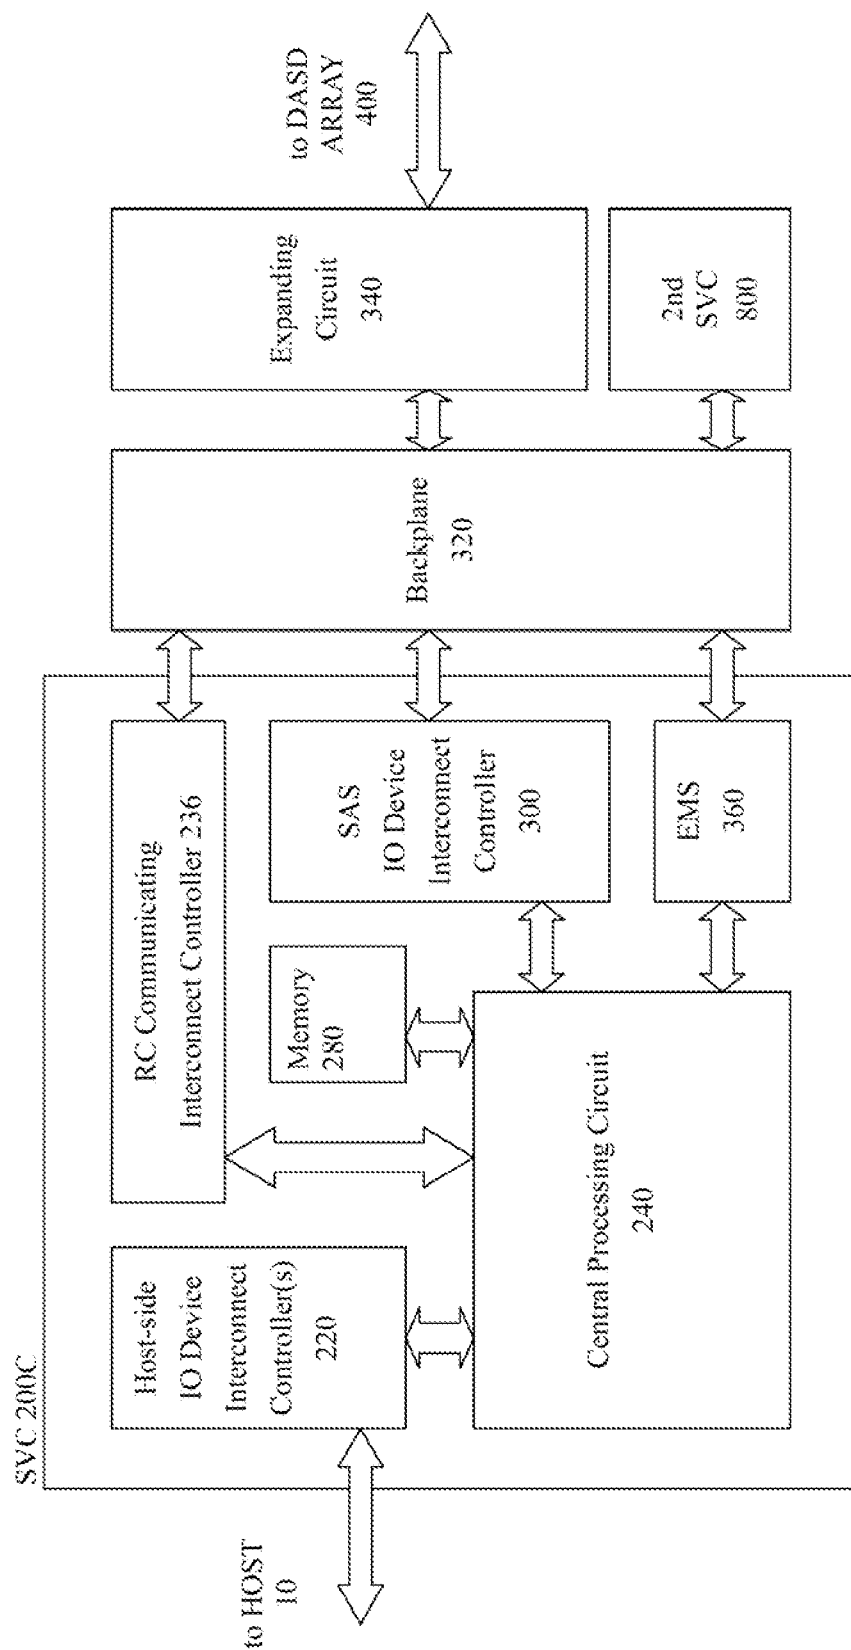 SVC 200C
to HOST
10
Host-side
IO Device
Interconnect
Controller(s)
220
RC Communicating
Interconnect Controller 236
Memory
280
Central Processing Circuit
240
SAS
IO Device
Interconnect
Controller
300
EMS
360
Backplane
320
Expanding
Circuit
340
2nd
SVC
800
to DASD
ARRAY
400